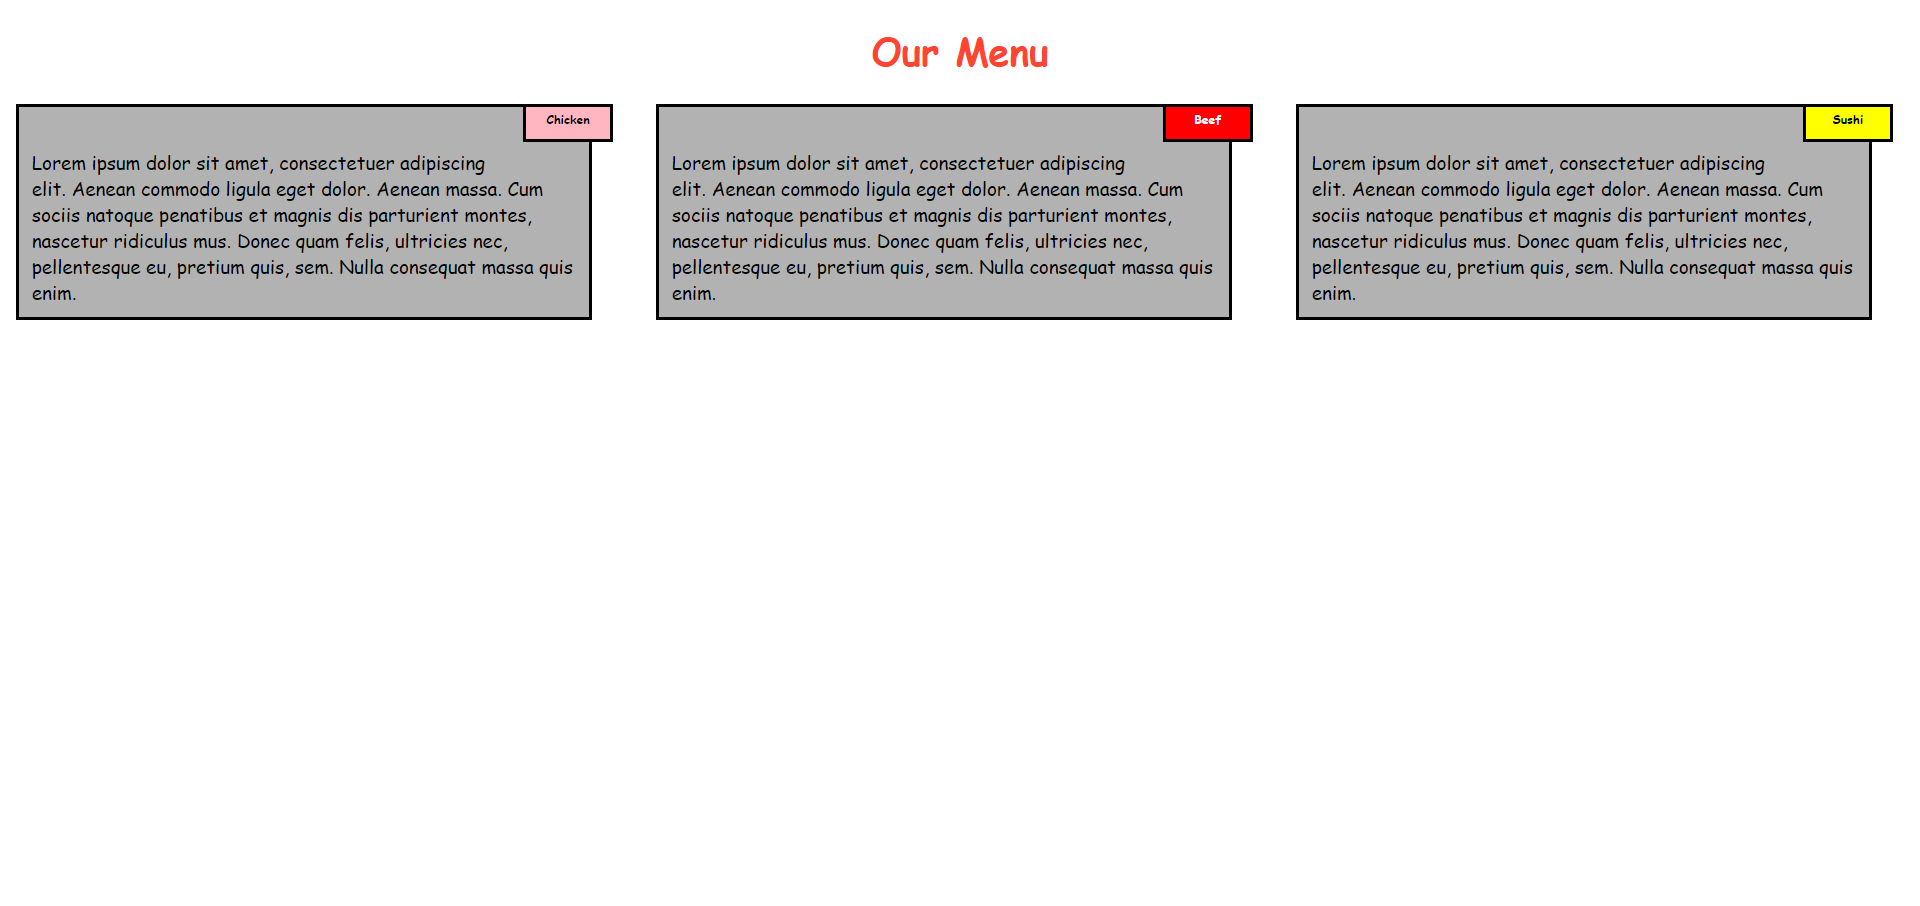 Our Menu
Chicken
Lorem ipsum dolor sit amet, consectetuer adipiscing
elit. Aenean commodo ligula eget dolor. Aenean massa. Cum
sociis natoque penatibus et magnis dis parturient montes,
nascetur ridiculus mus. Donec quam felis, ultricies nec,
pellentesque eu, pretium quis, sem. Nulla consequat massa quis
enim.
Beef
Lorem ipsum dolor sit amet, consectetuer adipiscing
elit. Aenean commodo ligula eget dolor. Aenean massa. Cum
sociis natoque penatibus et magnis dis parturient montes,
nascetur ridiculus mus. Donec quam felis, ultricies nec,
pellentesque eu, pretium quis, sem. Nulla consequat massa quis
enim.
Sushi
Lorem ipsum dolor sit amet, consectetuer adipiscing
elit. Aenean commodo ligula eget dolor. Aenean massa. Cum
sociis natoque penatibus et magnis dis parturient montes,
nascetur ridiculus mus. Donec quam felis, ultricies nec,
pellentesque eu, pretium quis, sem. Nulla consequat massa quis
enim.